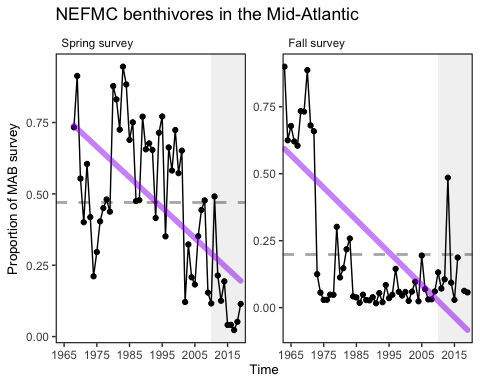 NEFMC benthivores in the Mid-Atlantic
Spring survey
Fall survey
Proportion of MAB survey
0.75
0.50
0.25
0.00
0.75
0.50
0.25
0.00
1965 1975 1985 1995 2005 2015
1965 1975 1985 1995 2005 2015
Time